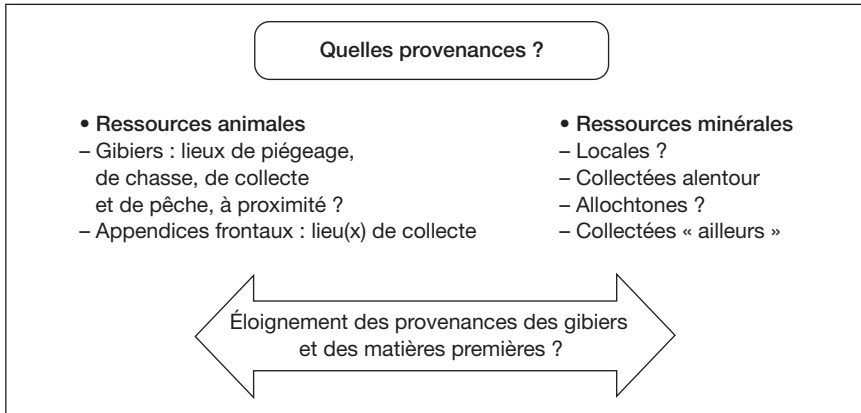 Quelles provenances ?
• Ressources animales
– Gibiers : lieux de piégeage,
de chasse, de collecte
et de pêche, à proximité ?
– Appendices frontaux : lieu(x) de collecte
• Ressources minérales
– Locales ?
– Collectées alentour
– Allochtones ?
– Collectées « ailleurs »
Éloignement des provenances des gibiers
et des matières premières ?